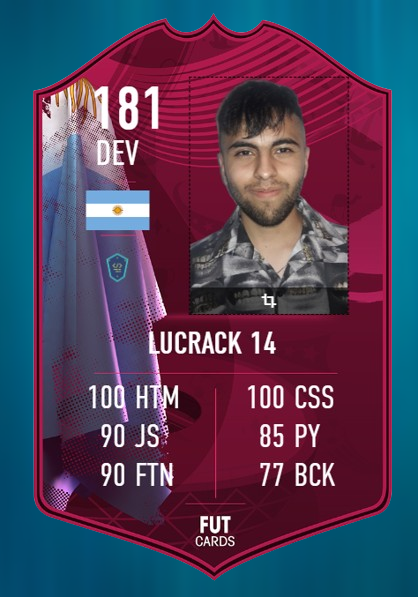 181
DEV
LUCRACK 14
100 HTM 100 CSS
90 JS 85 PY
90 FTN 77 BCK
FUT
CARDS